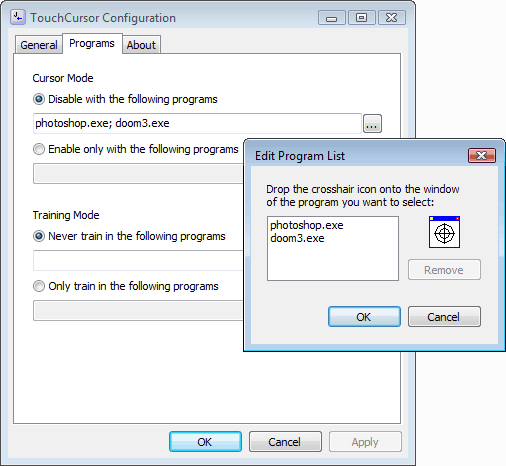 TouchCursor Configuration
General
Programs
About
Cursor Mode
Disable with the following programs
photoshop.exe; doom3.exe
...
Enable only with the following programs
Training Mode
Never train in the following programs
Only train in the following programs
OK
Cancel
Apply
Edit Program List
Drop the crosshair icon onto the window
of the program you want to select:
photoshop.exe
doom3.exe
Remove
OK
Cancel